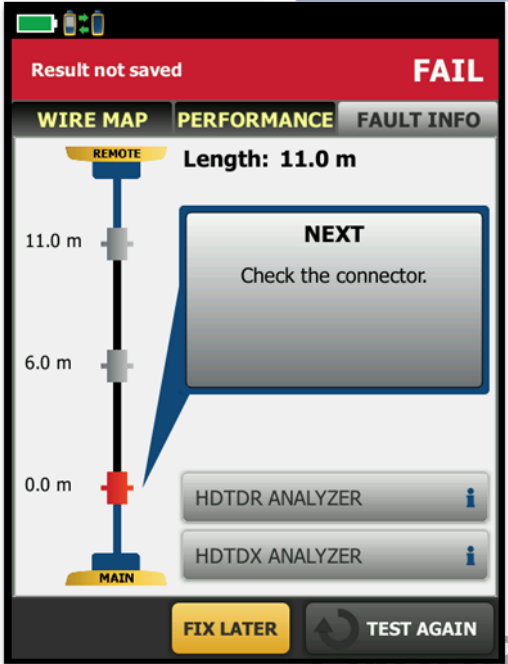 Result not saved
FAIL
WIRE MAP
PERFORMANCE
FAULT INFO
REMOTE
Length: 11.0 m
11.0 m
NEXT
Check the connector.
6.0 m
0.0 m
HDTDR ANALYZER
i
HDTDX ANALYZER
i
MAIN
FIX LATER
TEST AGAIN